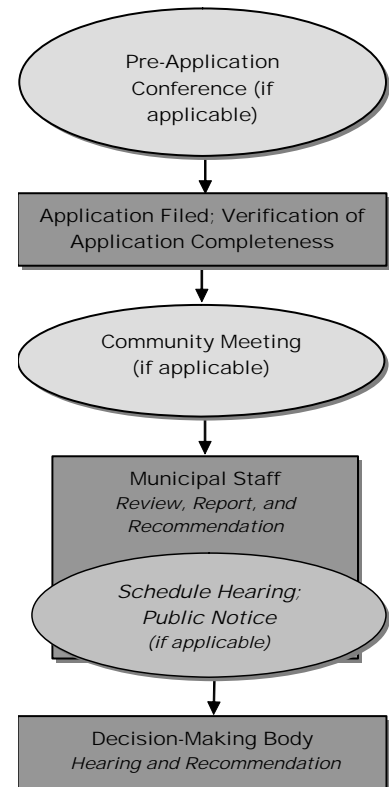 Pre-Application
Conference (if
applicable)
Application Filed; Verification of
Application Completeness
Community Meeting
(if applicable)
Municipal Staff
Review, Report, and
Recommendation
Schedule Hearing;
Public Notice
(if applicable)
Decision-Making Body
Hearing and Recommendation